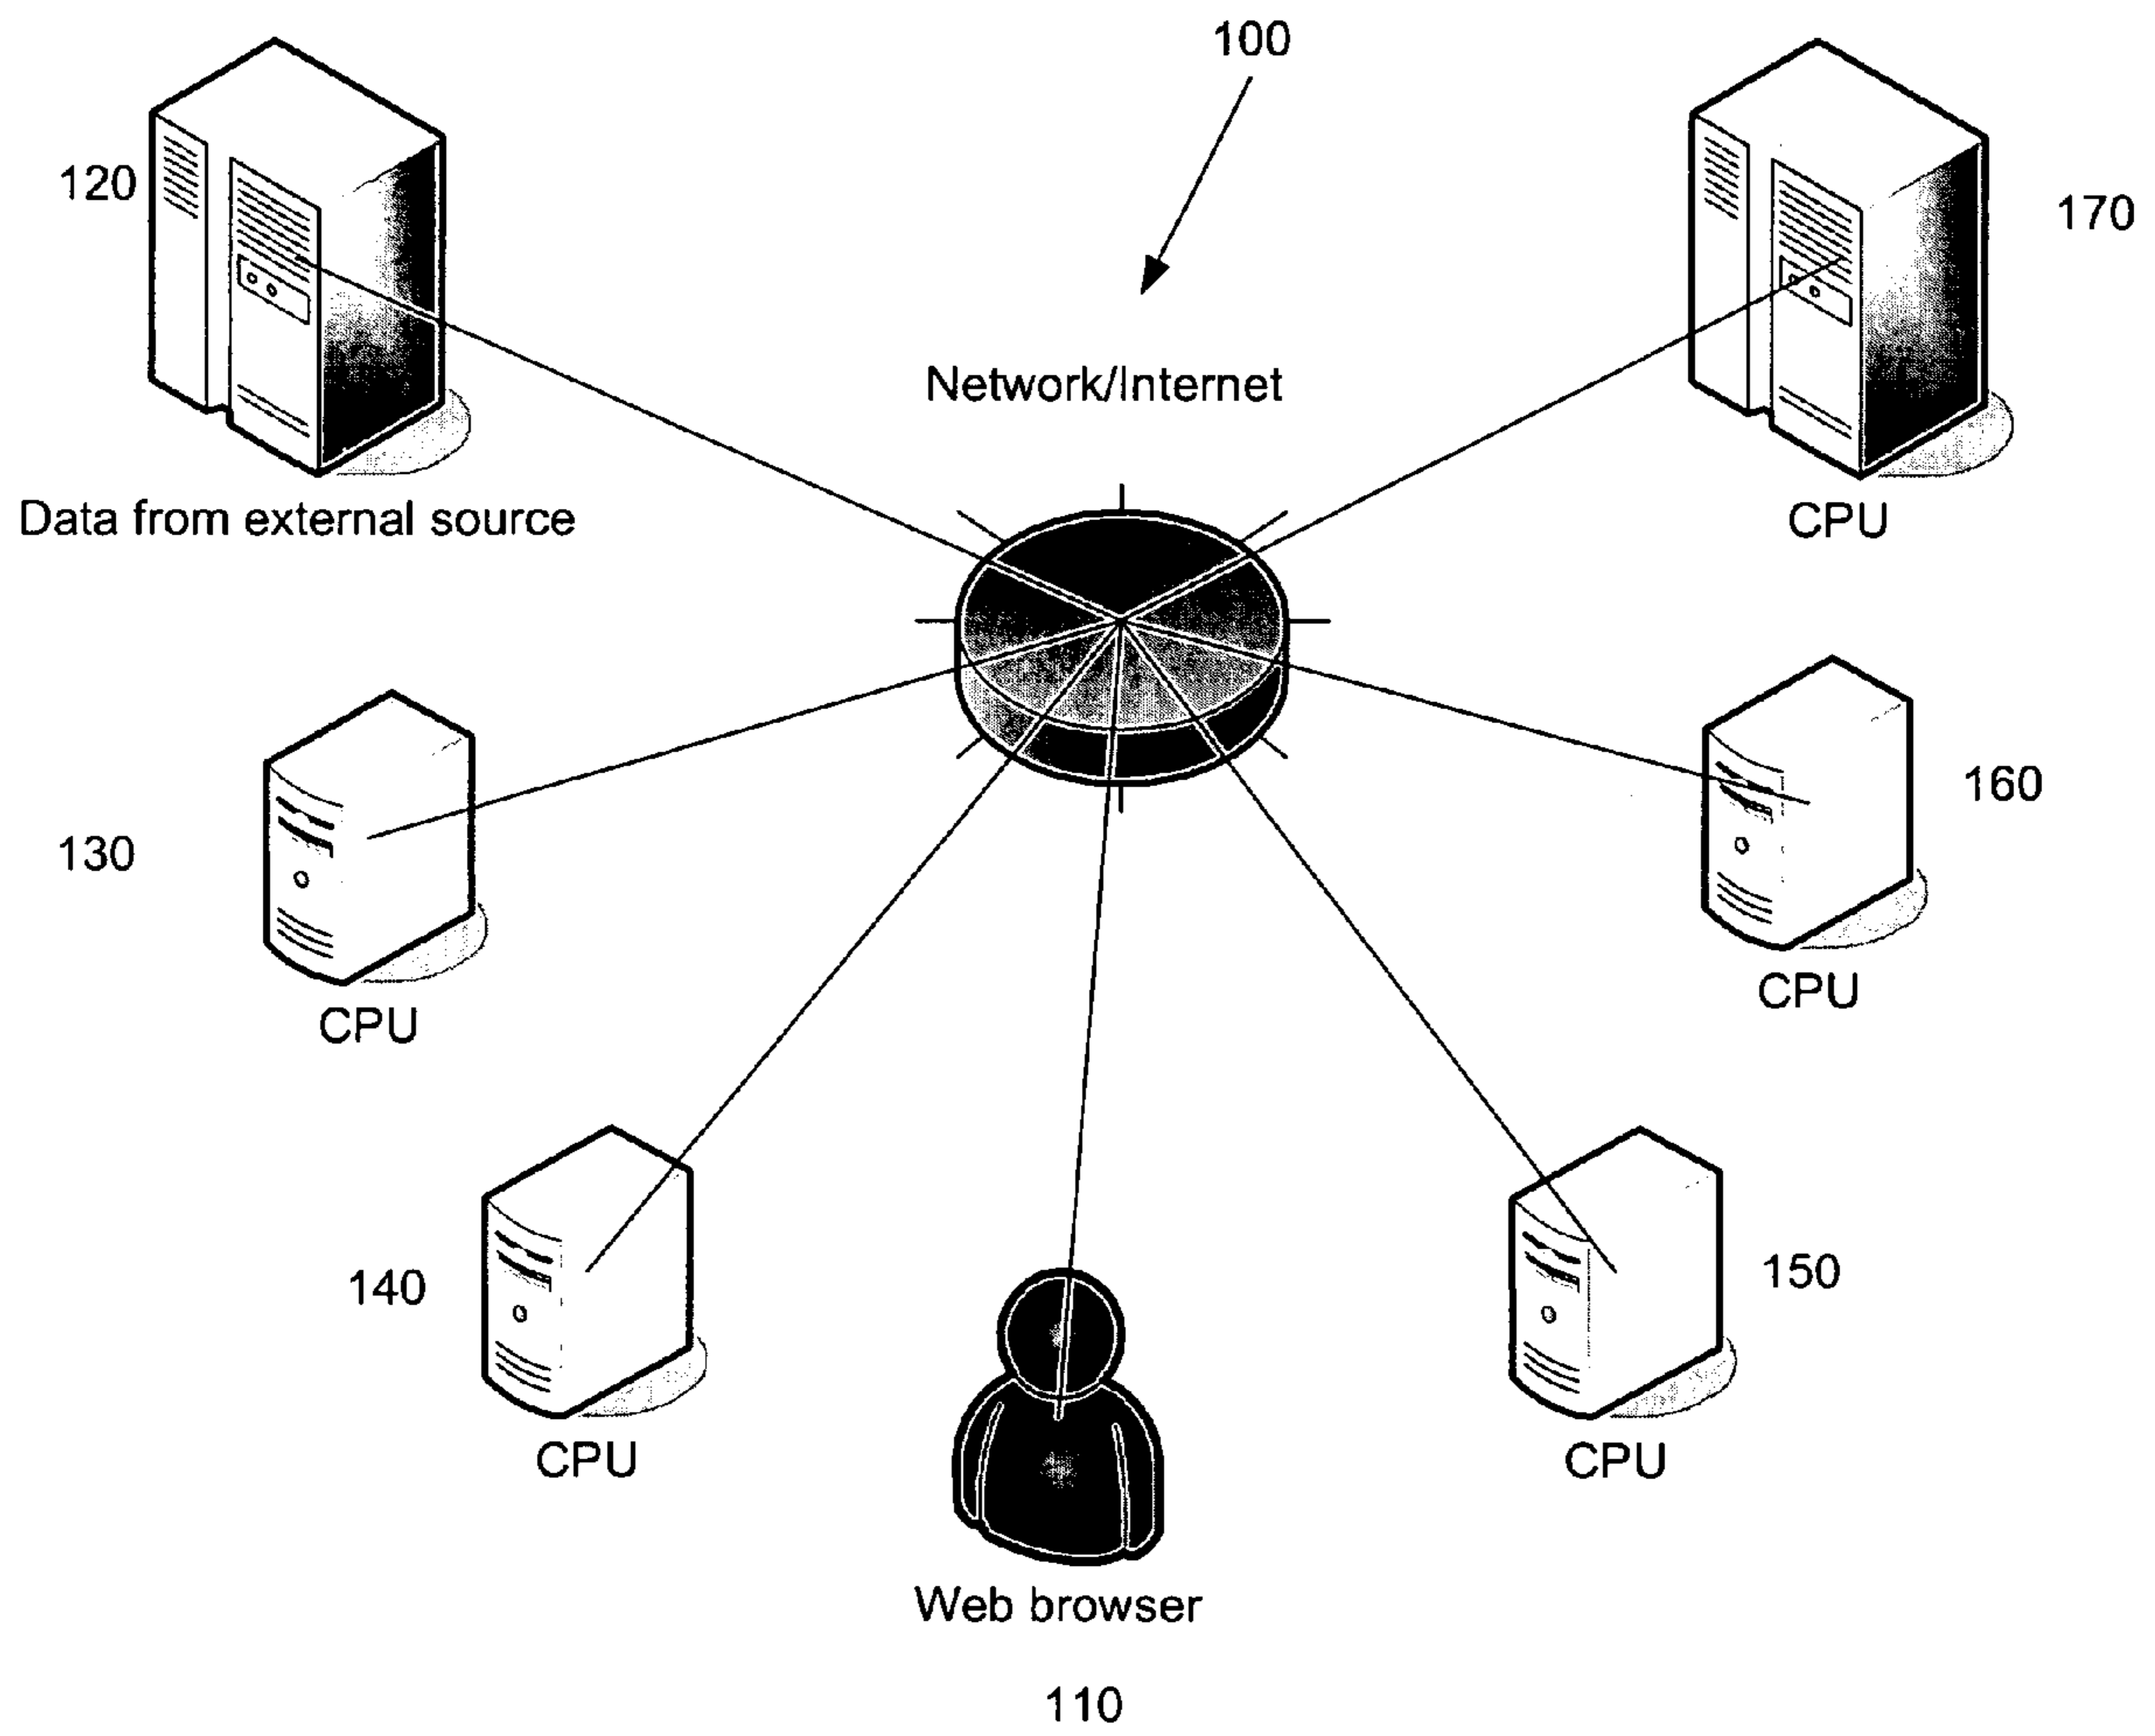 100
120
170
Network/Internet
Data from external source
CPU
160
130
CPU
CPU
140
150
CPU
CPU
Web browser
110